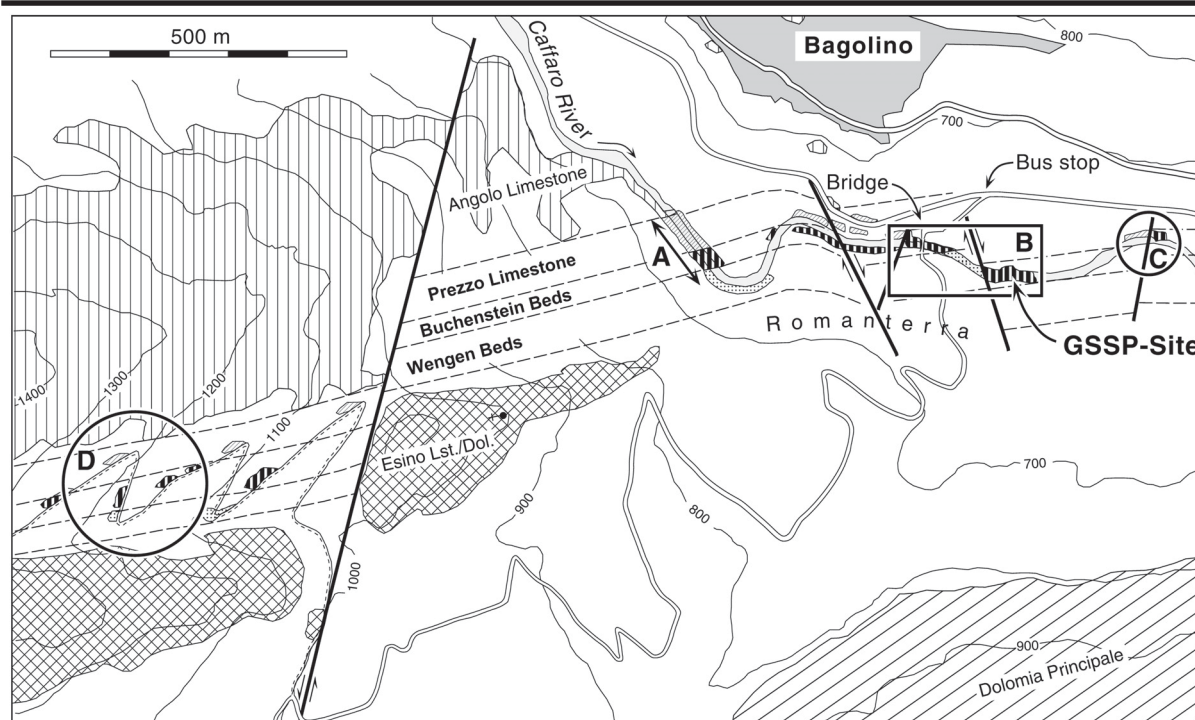 500 m
Caffaro River
Bagolino
800
700
Bus stop
Bridge
Angolo Limestone
A
B
C
Prezzo Limestone
Buchenstein Beds
Wengen Beds
Romanterra
GSSP-Site
1400
1300
1200
1100
D
Esino Lst./Dol.
900
800
700
1000
900
Dolomia Principale